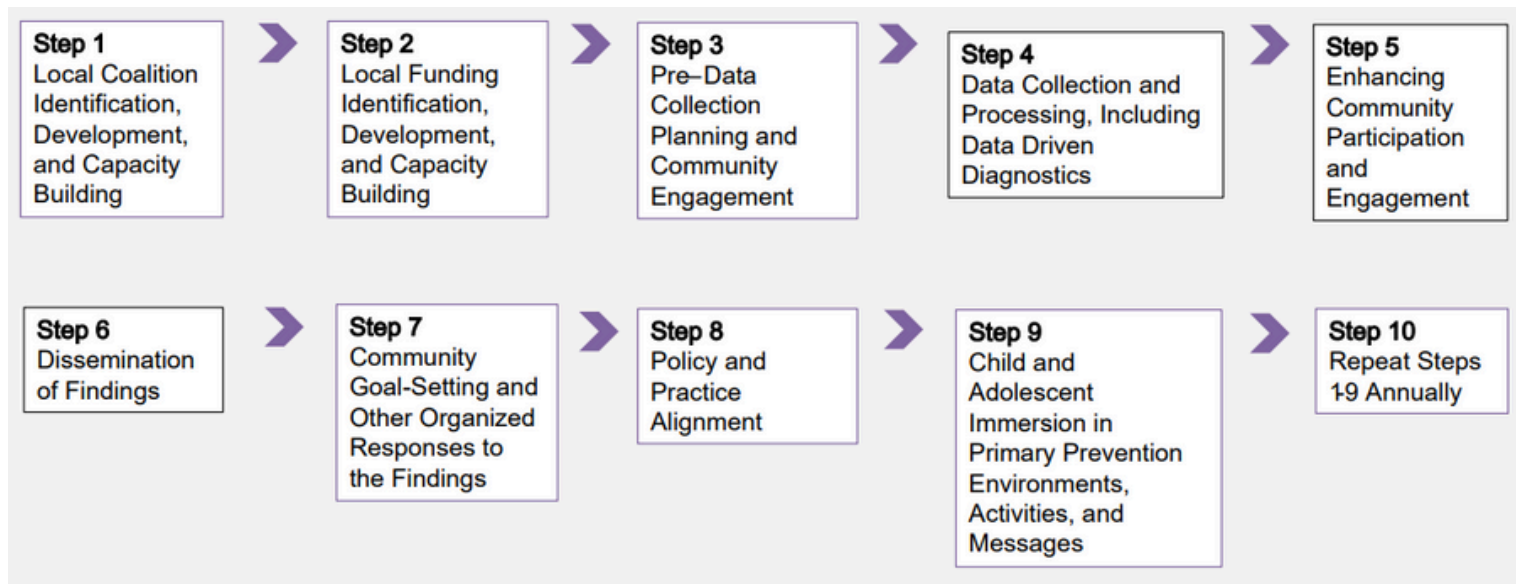 Step 1
Local Coalition
Identification,
Development,
and Capacity
Building
Step 2
Local Funding
Identification,
Development,
and Capacity
Building
Step 3
Pre–Data
Collection
Planning and
Community
Engagement
Step 4
Data Collection and
Processing, Including
Data Driven
Diagnostics
Step 5
Enhancing
Community
Participation
and
Engagement
Step 6
Dissemination
of Findings
Step 7
Community
Goal-Setting and
Other Organized
Responses to
the Findings
Step 8
Policy and
Practice
Alignment
Step 9
Child and
Adolescent
Immersion in
Primary Prevention
Environments,
Activities, and
Messages
Step 10
Repeat Steps
1-9 Annually